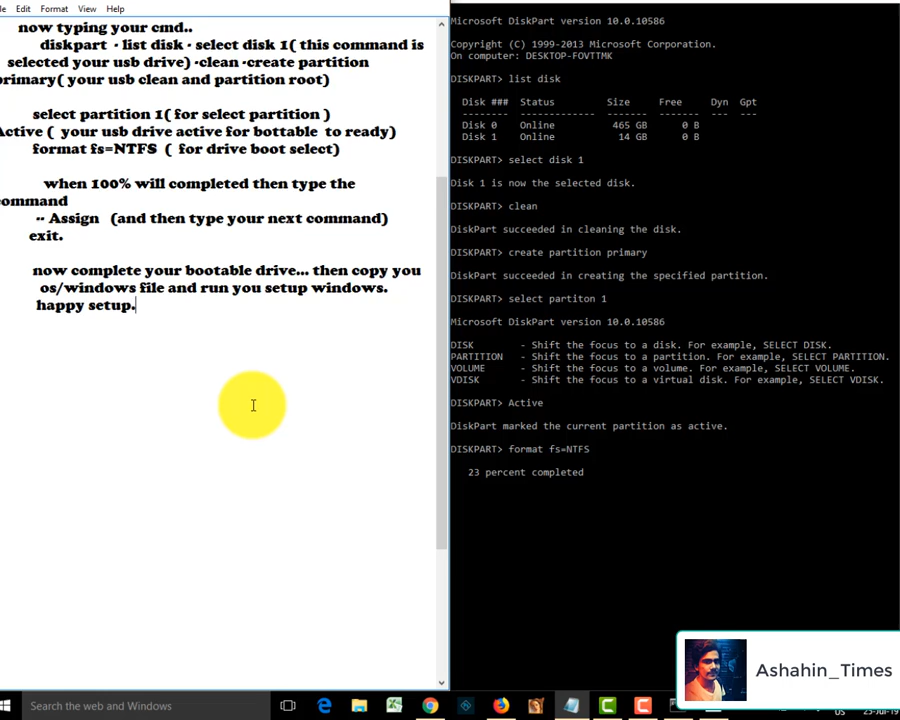 Edit Format View Help
now typing your cmd..
diskpart - list disk - select disk 1( this command is
selected your usb drive) -clean -create partition
primary( your usb clean and partition root)
select partition 1( for select partition )
Active ( your usb drive active for bottable to ready)
format fs=NTFS ( for drive boot select)
when 100% will completed then type the
command
-- Assign (and then type your next command)
exit.
now complete your bootable drive... then copy you
os/windows file and run you setup windows.
happy setup.
Microsoft DiskPart version 10.0.10586
Copyright (C) 1999-2013 Microsoft Corporation.
On computer: DESKTOP-FOVTTMK
DISKPART> list disk
Disk ### Status Size Free Dyn Gpt
-------- ------------- ------- ------- --- ---
Disk 0 Online 465 GB 0 B
Disk 1 Online 14 GB 0 B
DISKPART> select disk 1
Disk 1 is now the selected disk.
DISKPART> clean
DiskPart succeeded in cleaning the disk.
DISKPART> create partition primary
DiskPart succeeded in creating the specified partition.
DISKPART> select partiton 1
Microsoft DiskPart version 10.0.10586
DISK - Shift the focus to a disk. For example, SELECT DISK.
PARTITION - Shift the focus to a partition. For example, SELECT PARTITION.
VOLUME - Shift the focus to a volume. For example, SELECT VOLUME.
VDISK - Shift the focus to a virtual disk. For example, SELECT VDISK.
DISKPART> Active
DiskPart marked the current partition as active.
DISKPART> format fs=NTFS
23 percent completed
Ashahin_Times
Search the web and Windows